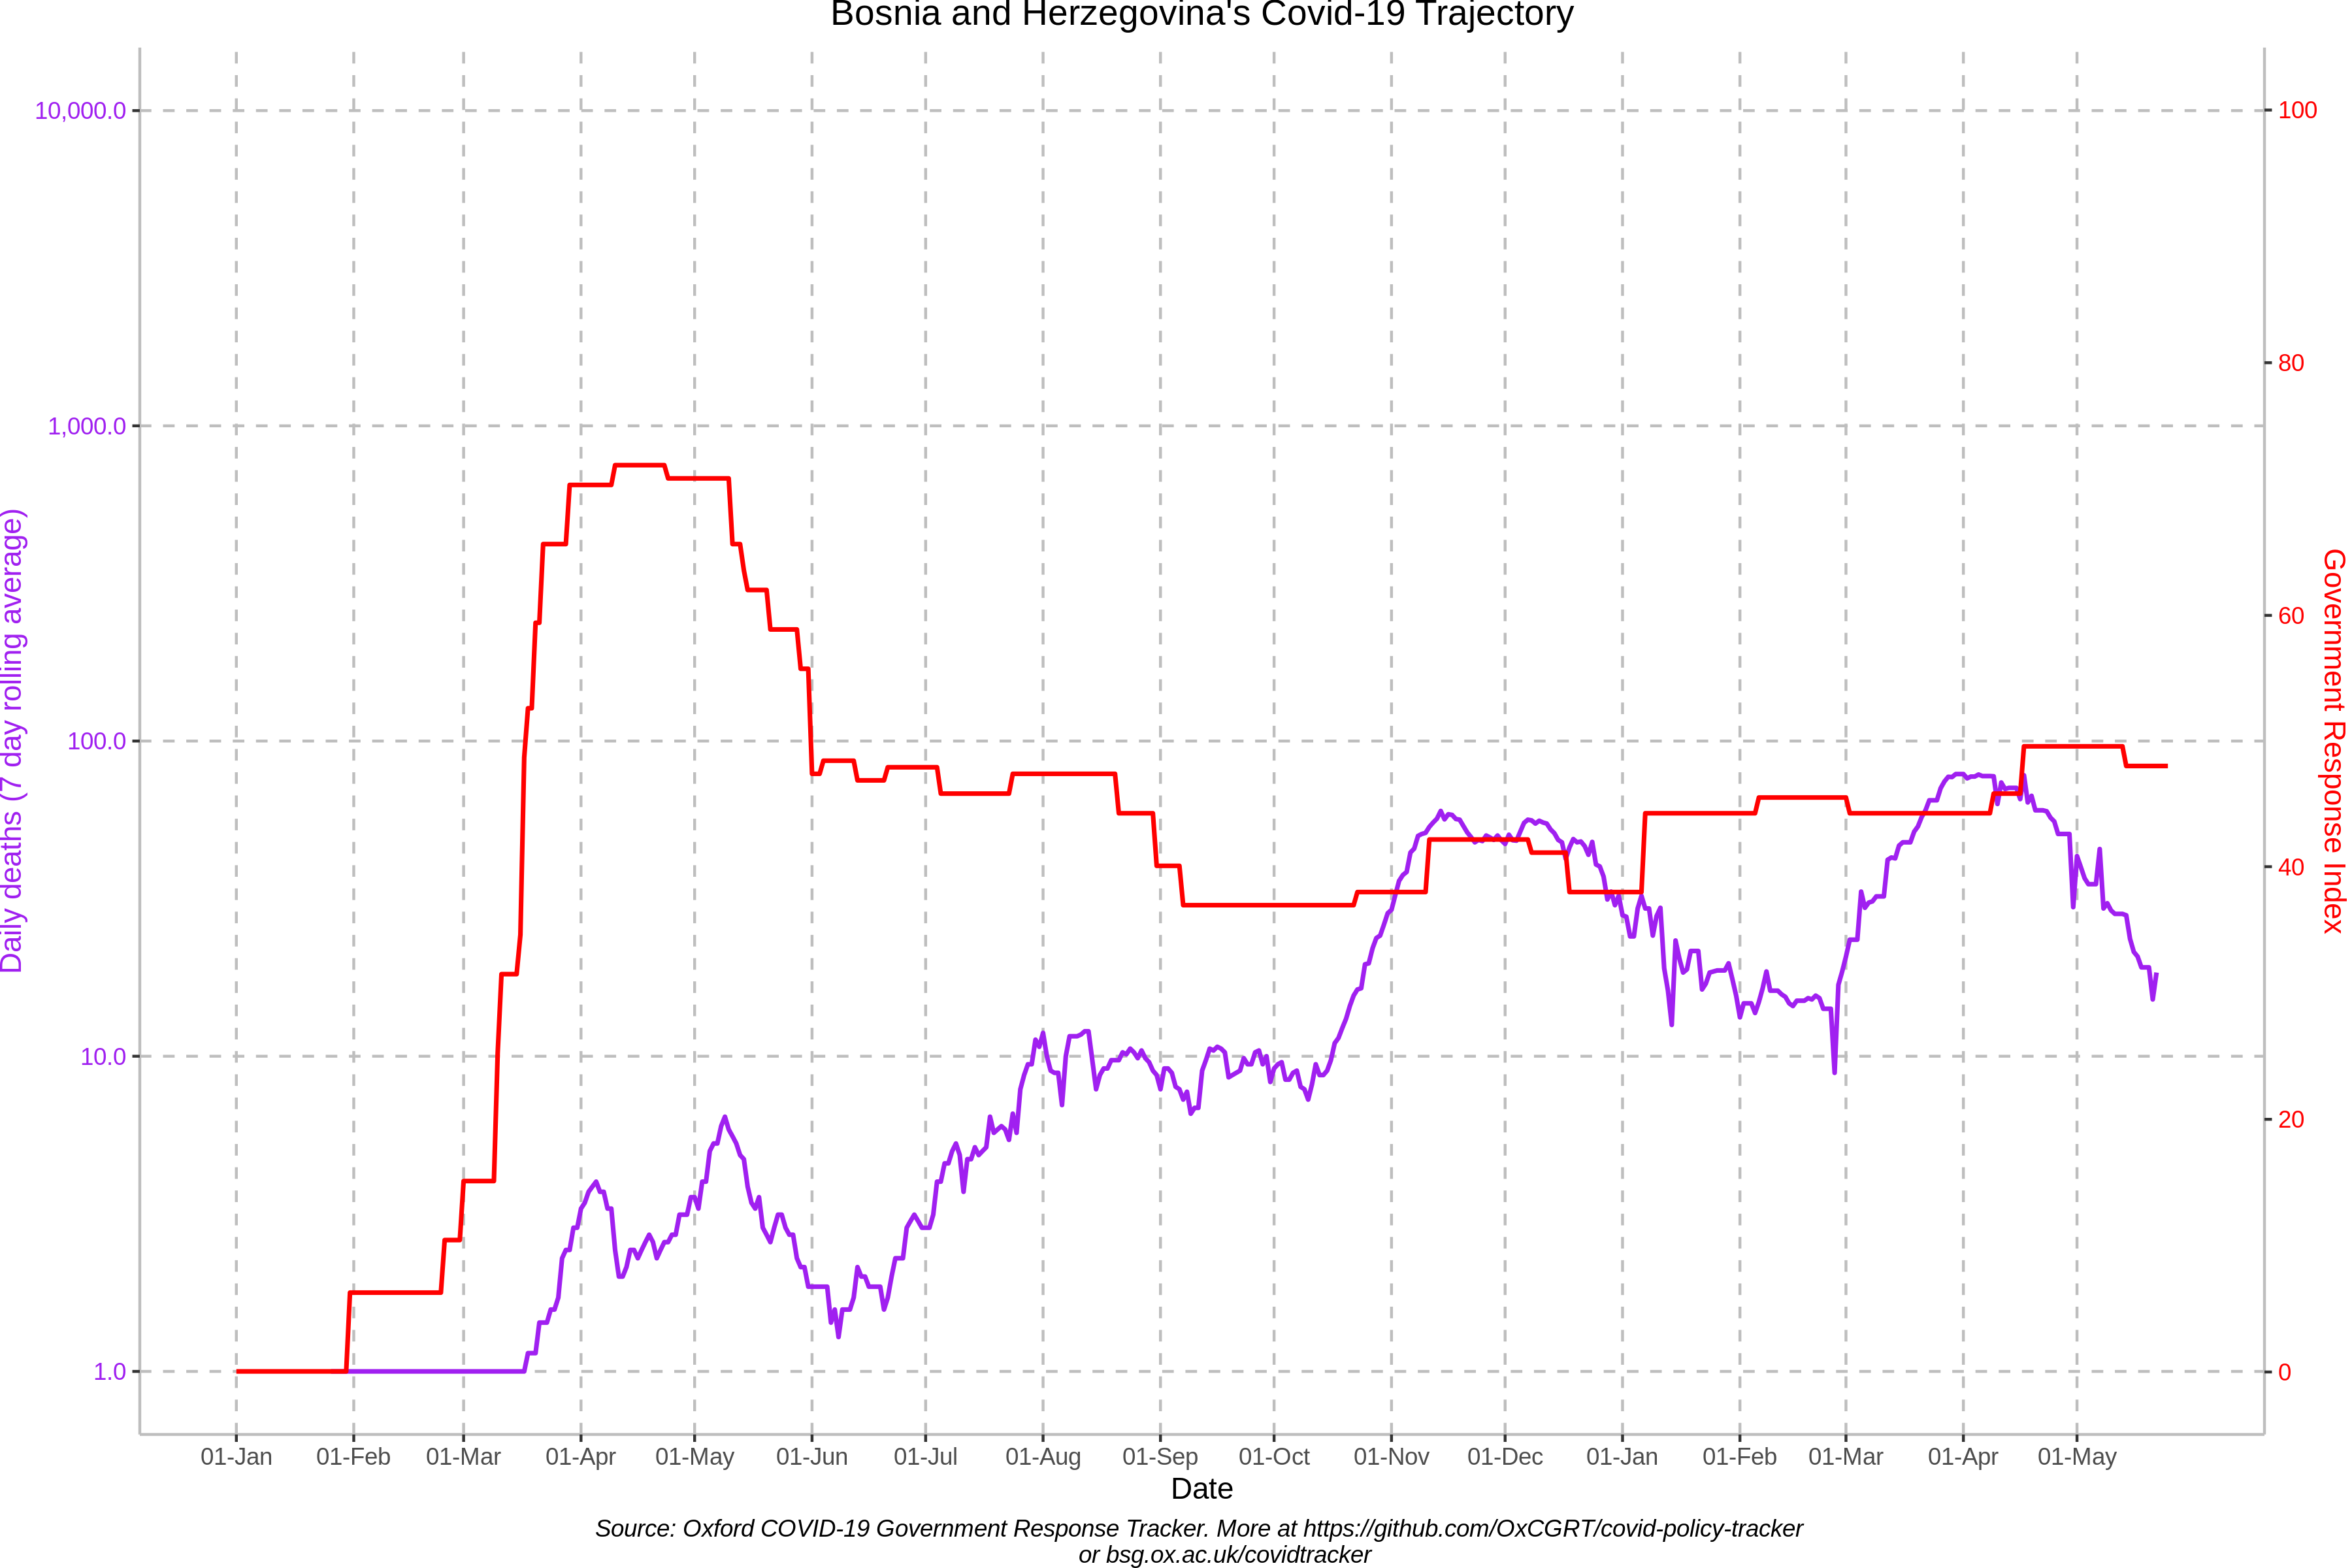 Bosnia and Herzegovina's Covid-19 Trajectory
Daily deaths (7 day rolling average)
10,000.0
1,000.0
100.0
10.0
1.0
100
80
60
40
20
0
Government Response Index
01-Jan 01-Feb 01-Mar 01-Apr 01-May 01-Jun 01-Jul 01-Aug 01-Sep 01-Oct 01-Nov 01-Dec 01-Jan 01-Feb 01-Mar 01-Apr 01-May
Date
Source: Oxford COVID-19 Government Response Tracker. More at https://github.com/OxCGRT/covid-policy-tracker
or bsg.ox.ac.uk/covidtracker